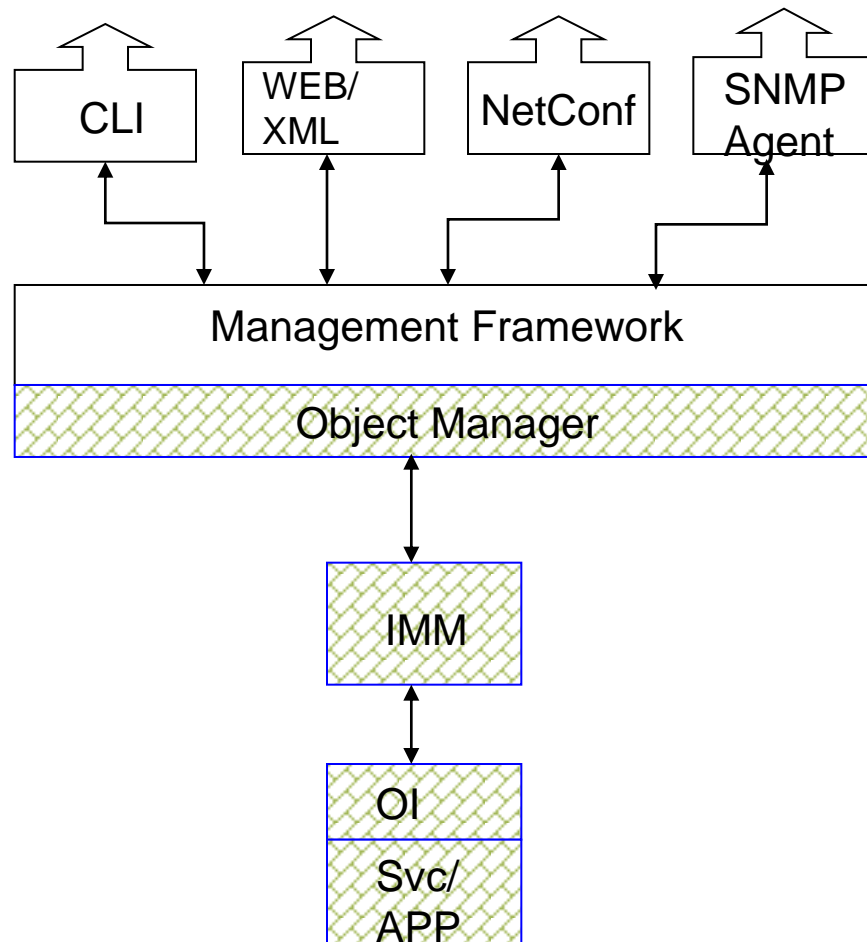 CLI
WEB/
XML
NetConf
SNMP
Agent
Management Framework
Object Manager
IMM
OI
Svc/
APP